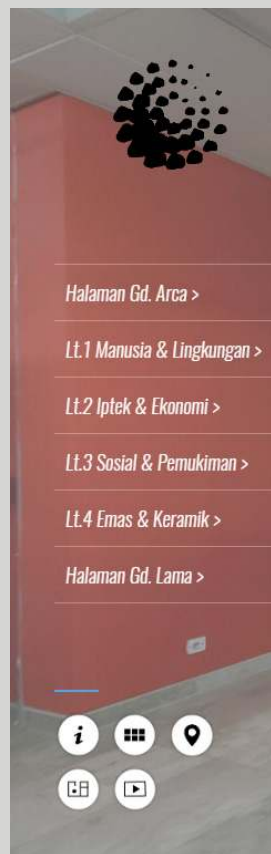 Halaman Gd. Arca >
Lt.1 Manusia & Lingkungan >
Lt.2 Iptek & Ekonomi >
Lt.3 Sosial & Pemukiman >
Lt.4 Emas & Keramik >
Halaman Gd. Lama >
i